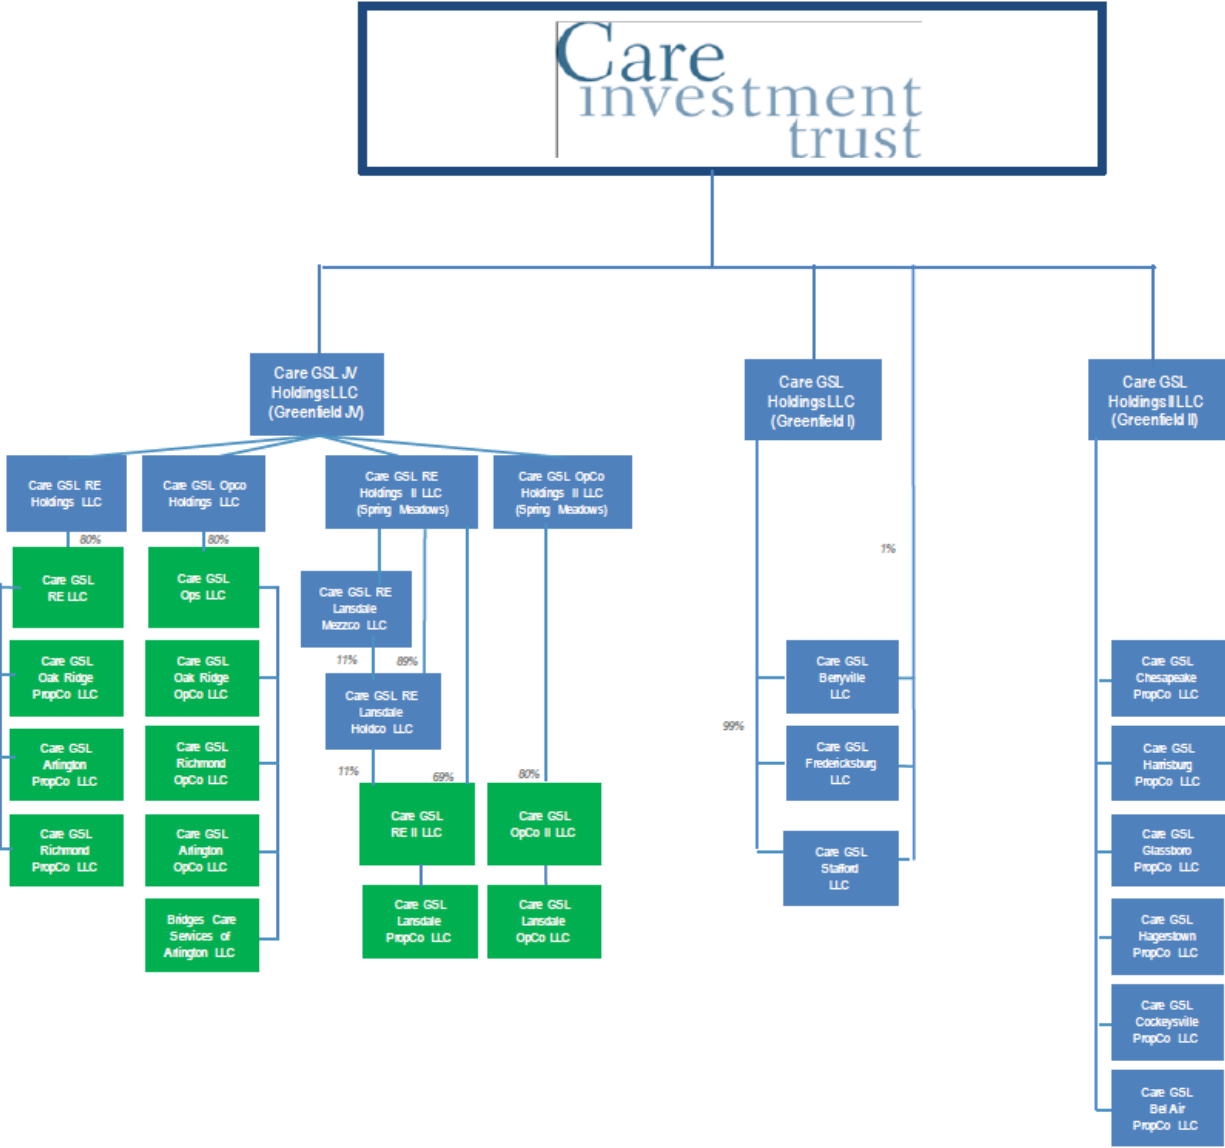 Care
investment
trust
Care GSL JV
Holdings LLC
(Greenfield JV)
Care GSL
Holdings LLC
(Greenfield I)
Care GSL
Holdings II LLC
(Greenfield II)
Care GSL RE
Holdings LLC
Care GSL Opco
Holdings LLC
Care GSL RE
Holdings II LLC
(Spring Meadows)
Care GSL OpCo
Holdings II LLC
(Spring Meadows)
80%
80%
Care GSL
RE LLC
Care GSL
Oak Ridge
PropCo LLC
Care GSL
Arlington
PropCo LLC
Care GSL
Richmond
PropCo LLC
Care GSL
Ops LLC
Care GSL
Oak Ridge
OpCo LLC
Care GSL
Richmond
OpCo LLC
Care GSL
Arlington
OpCo LLC
Bridges Care
Services of
Arlington LLC
Care GSL RE
Lansdale
Mezzco LLC
11%
89%
Care GSL RE
Lansdale
Holdco LLC
11%
69%
80%
Care GSL
RE II LLC
Care GSL
OpCo II LLC
Care GSL
Lansdale
PropCo LLC
Care GSL
Lansdale
OpCo LLC
1%
99%
Care GSL
Berryville
LLC
Care GSL
Fredericksburg
LLC
Care GSL
Stafford
LLC
Care GSL
Chesapeake
PropCo LLC
Care GSL
Harrisburg
PropCo LLC
Care GSL
Glassboro
PropCo LLC
Care GSL
Hagerstown
PropCo LLC
Care GSL
Cockeysville
PropCo LLC
Care GSL
Bel Air
PropCo LLC